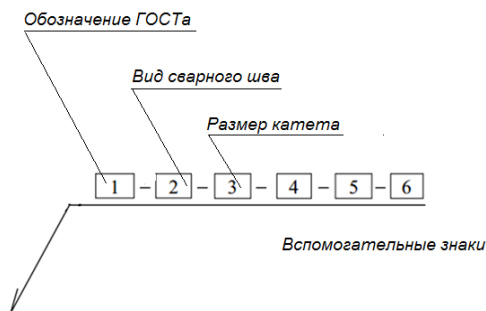 Обозначение ГОСТа
Вид сварного шва
Размер катета
1 – 2 – 3 – 4 – 5 – 6
Вспомогательные знаки